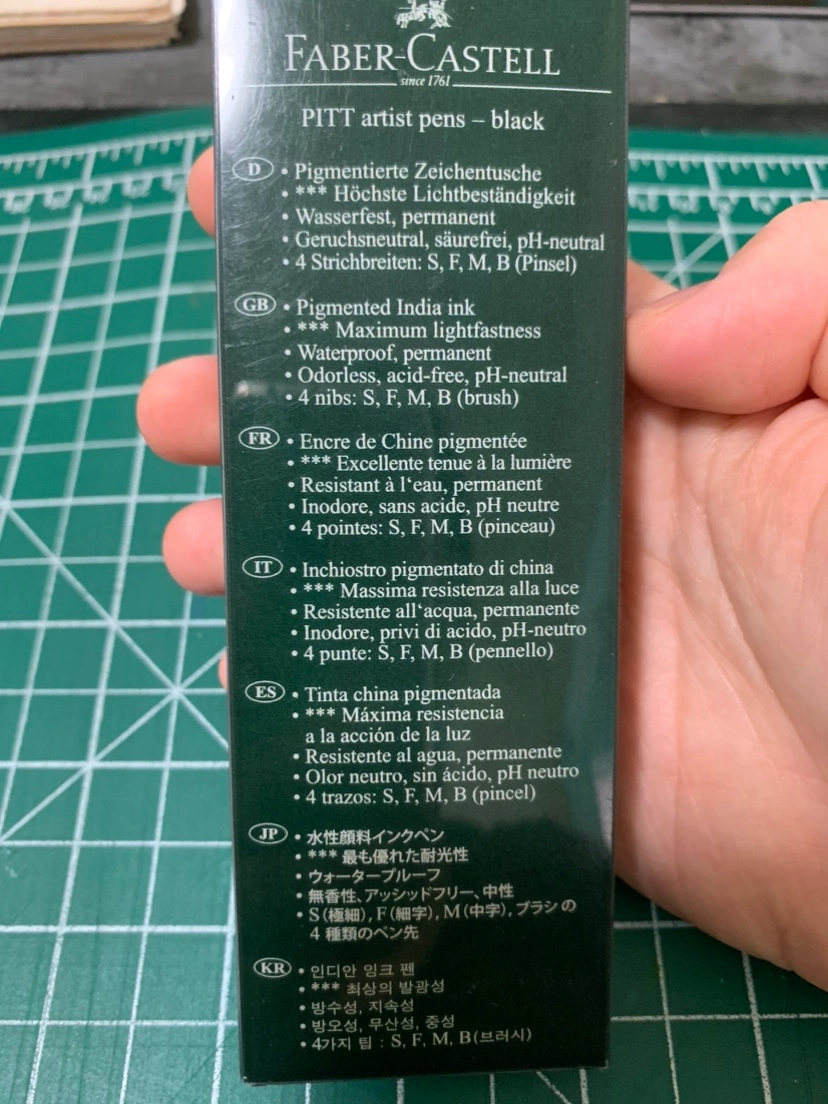 FABER-CASTELL
since 1761
PITT artist pens – black
D • Pigmentierte Zeichentusche
• *** Höchste Lichtbeständigkeit
• Wasserfest, permanent
• Geruchsneutral, säurefrei, pH-neutral
• 4 Strichbreiten: S, F, M, B (Pinsel)
GB • Pigmented India ink
• *** Maximum lightfastness
• Waterproof, permanent
• Odorless, acid-free, pH-neutral
• 4 nibs: S, F, M, B (brush)
FR • Encre de Chine pigmentée
• *** Excellente tenue à la lumière
• Resistant à l‘eau, permanent
• Inodore, sans acide, pH neutre
• 4 pointes: S, F, M, B (pinceau)
IT • Inchiostro pigmentato di china
• *** Massima resistenza alla luce
• Resistente all‘acqua, permanente
• Inodore, privi di acido, pH-neutro
• 4 punte: S, F, M, B (pennello)
ES • Tinta china pigmentada
• *** Máxima resistencia
a la acción de la luz
• Resistente al agua, permanente
• Olor neutro, sin ácido, pH neutro
• 4 trazos: S, F, M, B (pincel)
JP • 水性顔料インクペン
• *** 最も優れた耐光性
• ウォータープルーフ
• 無香性、アッシッドフリー、中性
• S(極細), F(細字), M(中字), ブラシの
4 種類のペン先
KR • 인디안 잉크 펜
• *** 최상의 발광성
• 방수성, 지속성
• 방오성, 무산성, 중성
• 4가지 팁 : S, F, M, B(브러시)